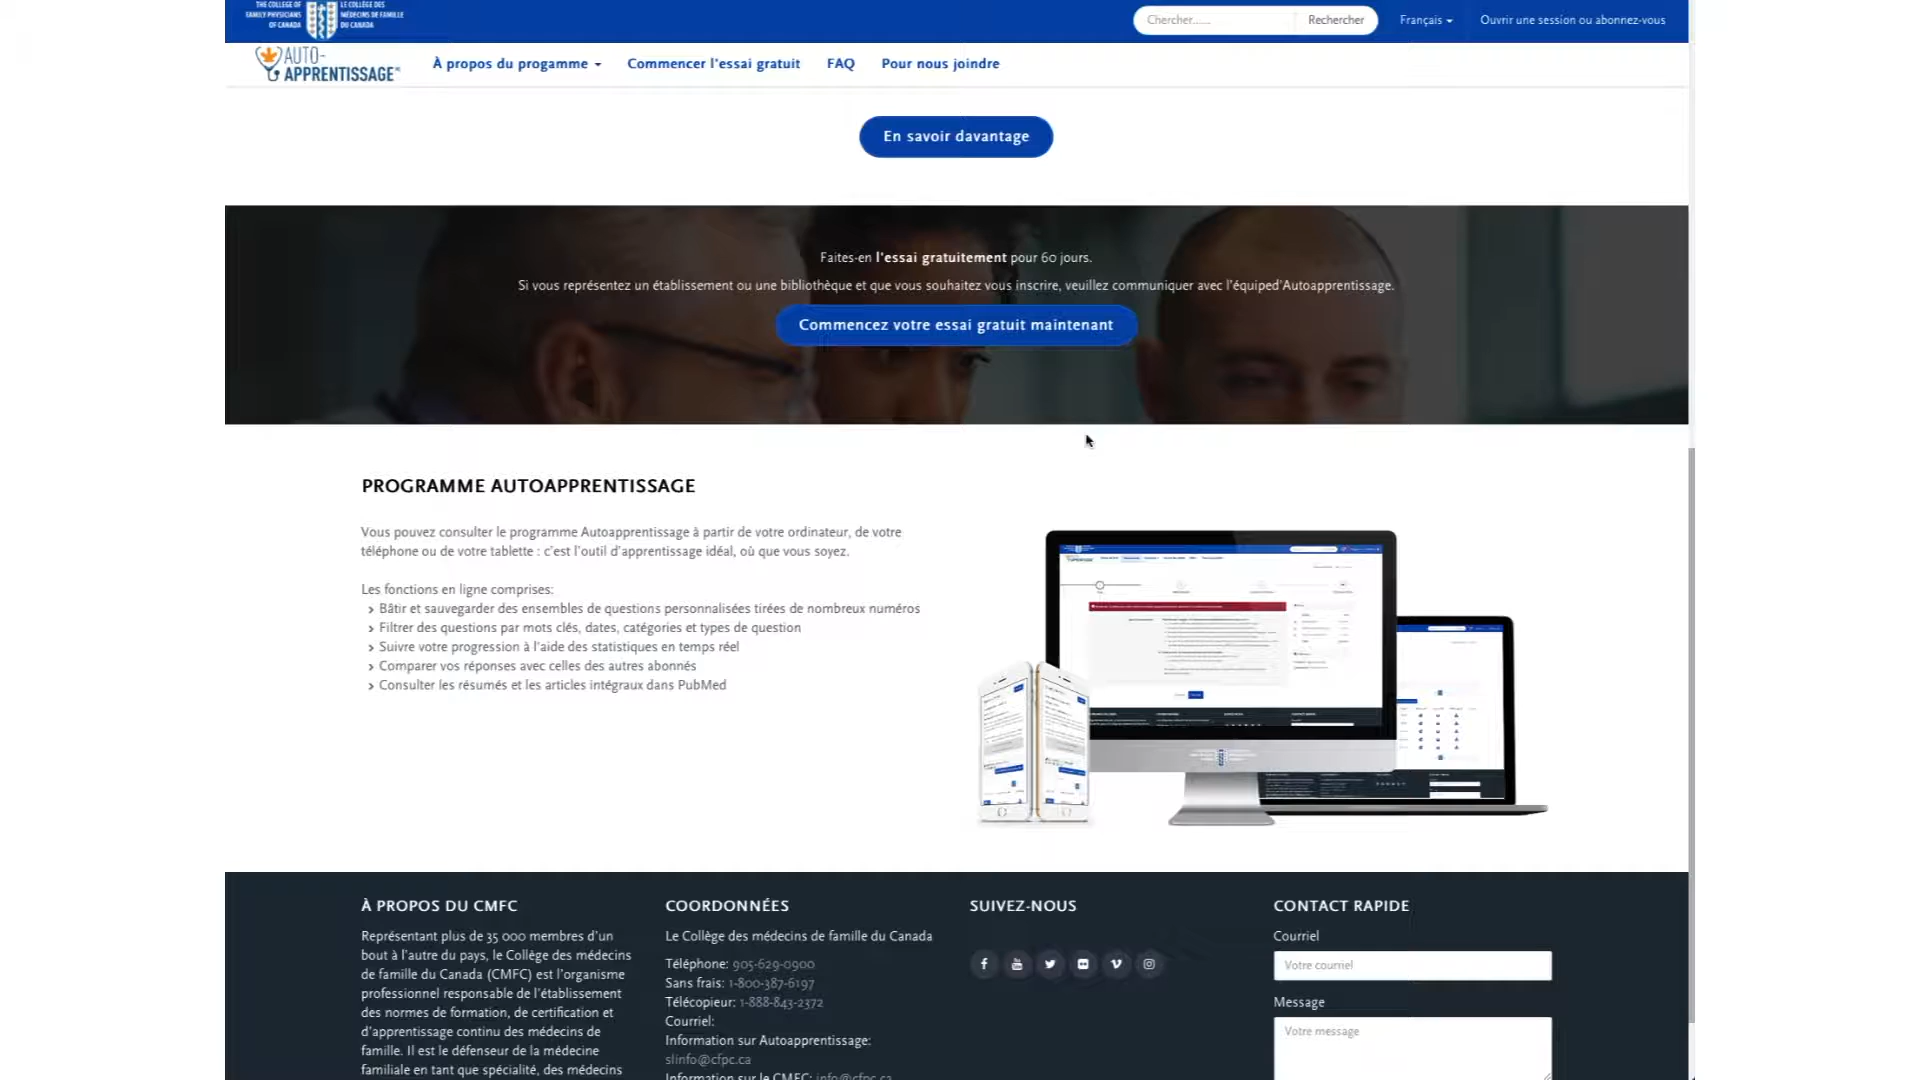 THE COLLEGE OF
FAMILY PHYSICIANS
OF CANADA
LE COLLÈGE DES
MÉDECINS DE FAMILLE
DU CANADA
Chercher......
Rechercher
Français
Ouvrir une session ou abonnez-vous
AUTO-
APPRENTISSAGE
À propos du progamme
Commencer l'essai gratuit
FAQ
Pour nous joindre
En savoir davantage
Faites-en l'essai gratuitement pour 60 jours.
Si vous représentez un établissement ou une bibliothèque et que vous souhaitez vous inscrire, veuillez communiquer avec l'équiped'Autoapprentissage.
Commencez votre essai gratuit maintenant
PROGRAMME AUTOAPPRENTISSAGE
Vous pouvez consulter le programme Autoapprentissage à partir de votre ordinateur, de votre
téléphone ou de votre tablette : c'est l'outil d'apprentissage idéal, où que vous soyez.
Les fonctions en ligne comprises:
› Bâtir et sauvegarder des ensembles de questions personnalisées tirées de nombreux numéros
› Filtrer des questions par mots clés, dates, catégories et types de question
› Suivre votre progression à l'aide des statistiques en temps réel
› Comparer vos réponses avec celles des autres abonnés
› Consulter les résumés et les articles intégraux dans PubMed
À PROPOS DU CMFC
Représentant plus de 35 000 membres d'un
bout à l'autre du pays, le Collège des médecins
de famille du Canada (CMFC) est l'organisme
professionnel responsable de l'établissement
des normes de formation, de certification et
d'apprentissage continu des médecins de
famille. Il est le défenseur de la médecine
familiale en tant que spécialité, des médecins
COORDONNÉES
Le Collège des médecins de famille du Canada
Téléphone: 905-629-0900
Sans frais: 1-800-387-6197
Télécopieur: 1-888-843-2372
Courriel:
Information sur Autoapprentissage:
slinfo@cfpc.ca
Information sur le CMFC: info@cfpc.ca
SUIVEZ-NOUS
CONTACT RAPIDE
Courriel
Votre courriel
Message
Votre message